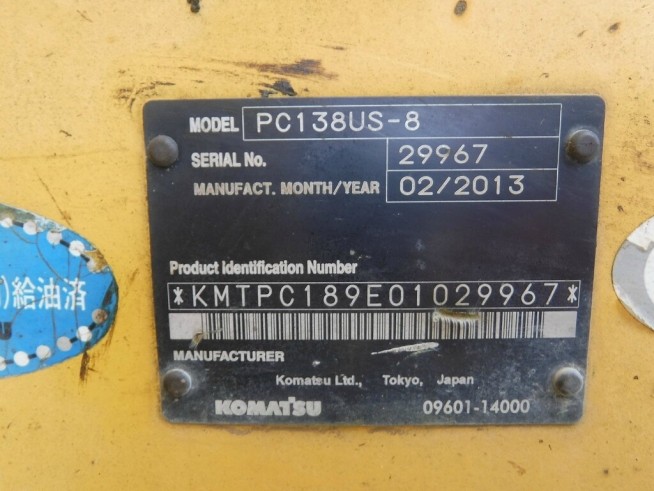 MODEL PC138US-8
SERIAL No. 29967
MANUFACT. MONTH/YEAR 02/2013
Product Identification Number
*KMTPC189E01029967*
MANUFACTURER
Komatsu Ltd., Tokyo, Japan
KOMATSU 09601-14000
)給油済